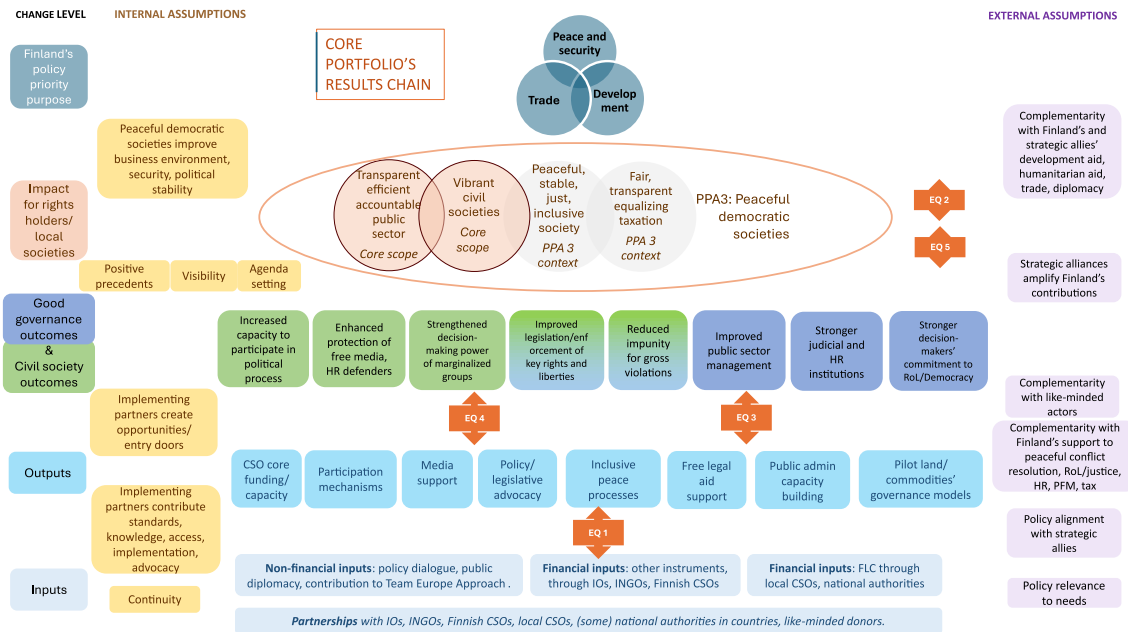 CHANGE LEVEL
INTERNAL ASSUMPTIONS
EXTERNAL ASSUMPTIONS
CORE
PORTFOLIO'S
RESULTS CHAIN
Peace and
security
Trade
Develop
ment
Finland's
policy
priority
purpose
Peaceful democratic
societies improve
business environment,
security, political
stability
Complementarity
with Finland's and
strategic allies'
development aid,
humanitarian aid,
trade, diplomacy
Impact
for rights
holders/
local
societies
Transparent
efficient
accountable
public
sector
Core scope
Vibrant
civil
societies
Core
scope
Peaceful,
stable,
just,
inclusive
society
PPA 3
context
Fair,
transparent
equalizing
taxation
PPA 3
context
PPA3: Peaceful
democratic
societies
EQ 2
EQ 5
Positive
precedents
Visibility
Agenda
setting
Strategic alliances
amplify Finland's
contributions
Good
governance
outcomes
&
Civil society
outcomes
Increased
capacity to
participate in
political
process
Enhanced
protection of
free media,
HR defenders
Strengthened
decision-
making power
of marginalized
groups
Improved
legislation/enf
orcement of
key rights and
liberties
Reduced
impunity
for gross
violations
Improved
public sector
management
Stronger
judicial and
HR
institutions
Stronger
decision-
makers'
commitment to
RoL/Democracy
Implementing
partners create
opportunities/
entry doors
EQ 4
EQ 3
Complementarity
with like-minded
actors
Complementarity with
Finland's support to
peaceful conflict
resolution, RoL/justice,
HR, PFM, tax
Outputs
CSO core
funding/
capacity
Participation
mechanisms
Media
support
Policy/
legislative
advocacy
Inclusive
peace
processes
Free legal
aid
support
Public admin
capacity
building
Pilot land/
commodities'
governance models
Implementing
partners contribute
standards,
knowledge, access,
implementation,
advocacy
EQ 1
Policy alignment
with strategic
allies
Inputs
Continuity
Non-financial inputs: policy dialogue, public
diplomacy, contribution to Team Europe Approach .
Financial inputs: other instruments,
through IOs, INGOs, Finnish CSOs
Financial inputs: FLC through
local CSOs, national authorities
Policy relevance
to needs
Partnerships with IOs, INGOs, Finnish CSOs, local CSOs, (some) national authorities in countries, like-minded donors.